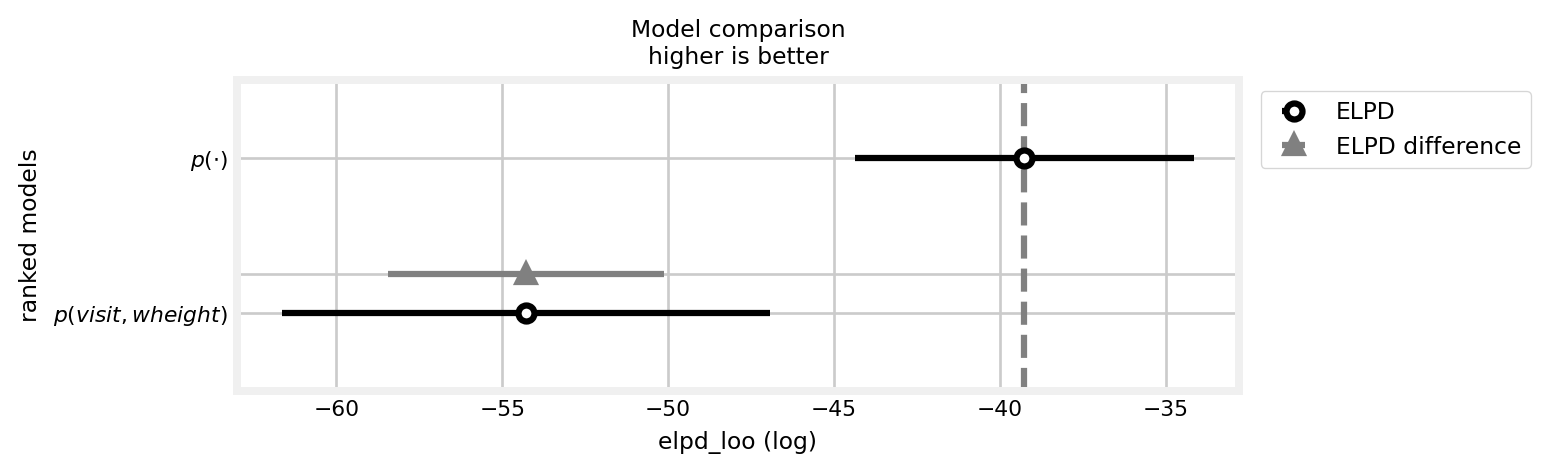 Model comparison
higher is better
ELPD
ELPD difference
ranked models
p(·)
p(visit, wheight)
−60
−55
−50
−45
−40
−35
elpd_loo (log)